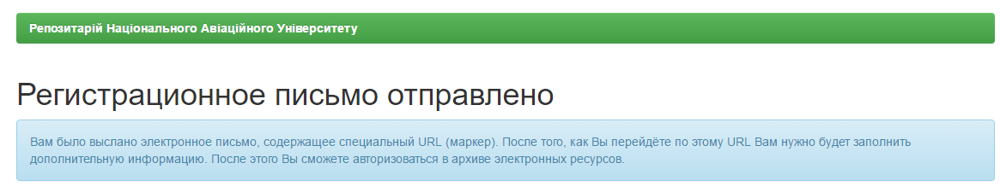 Репозитарій Національного Авіаційного Університету
Регистрационное письмо отправлено
Вам было выслано электронное письмо, содержащее специальный URL (маркер). После того, как Вы перейдёте по этому URL Вам нужно будет заполнить
дополнительную информацию. После этого Вы сможете авторизоваться в архиве электронных ресурсов.